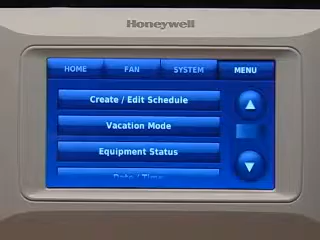 Honeywell
HOME FAN SYSTEM MENU
Create / Edit Schedule
Vacation Mode
Equipment Status
Date / Time